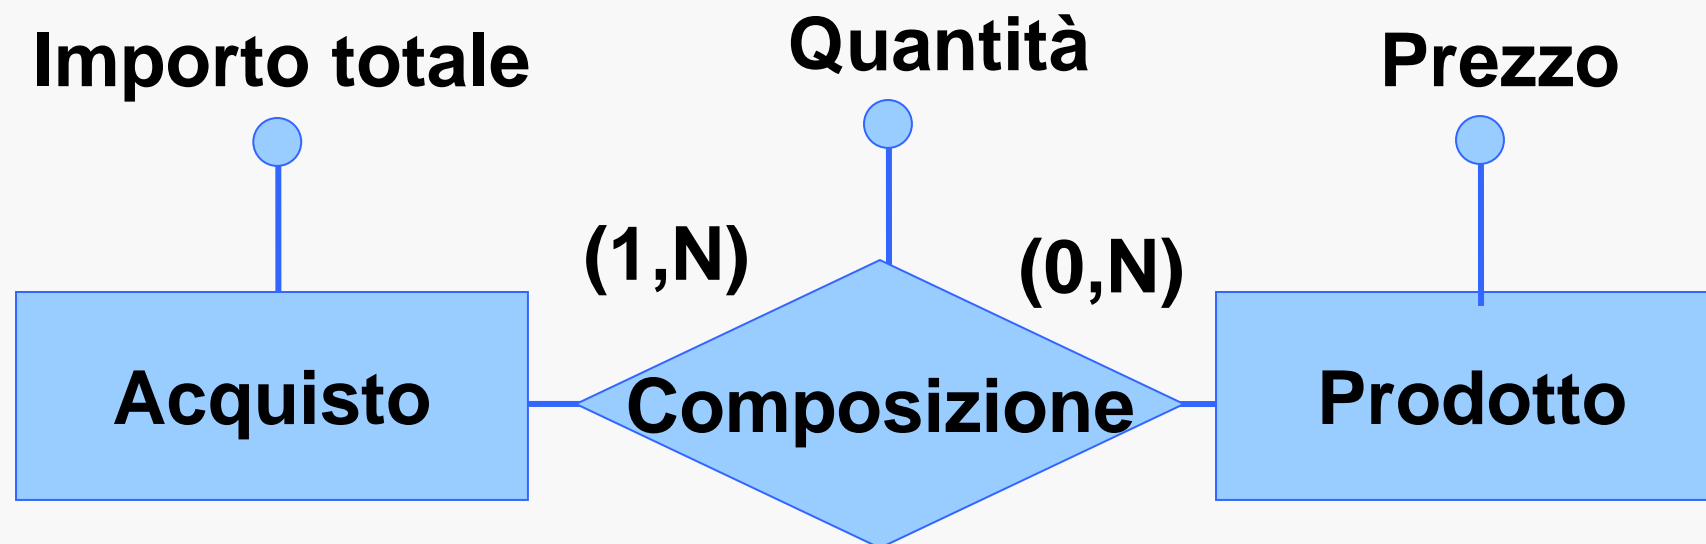 Importo totale
Quantità
Prezzo
(1,N)
(0,N)
Acquisto
Composizione
Prodotto